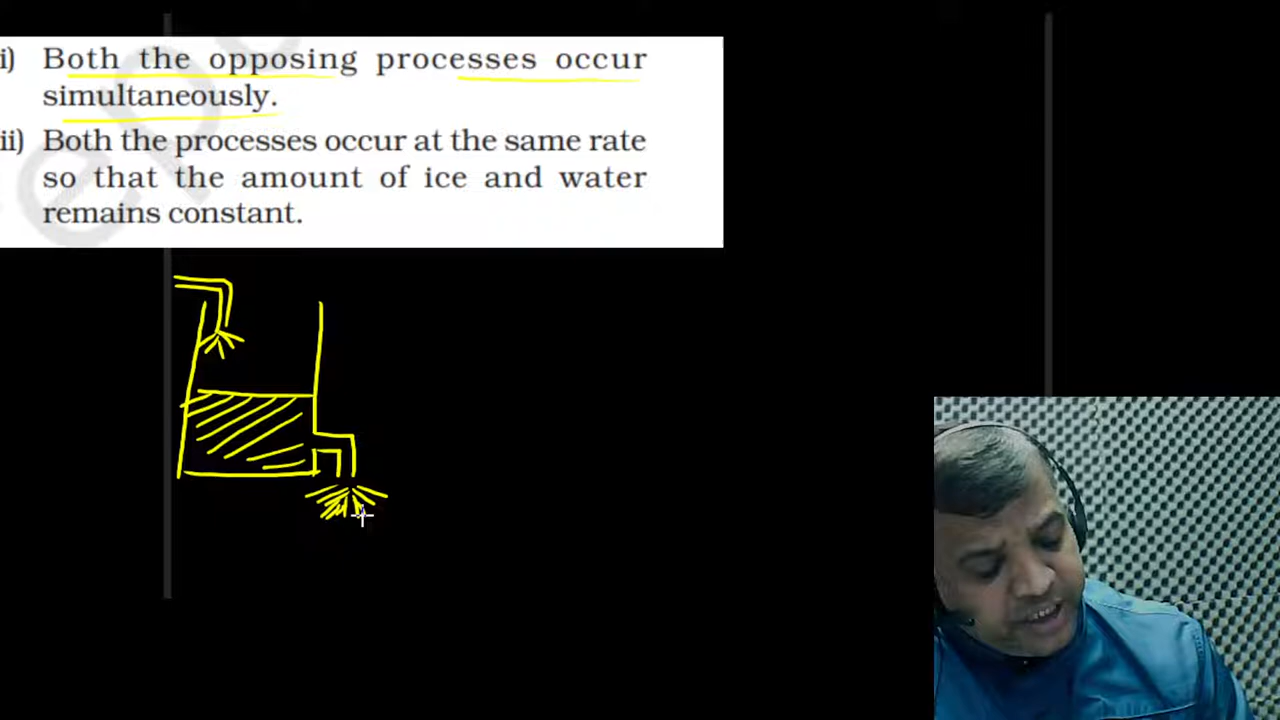 i) Both the opposing processes occur
simultaneously.
ii) Both the processes occur at the same rate
so that the amount of ice and water
remains constant.